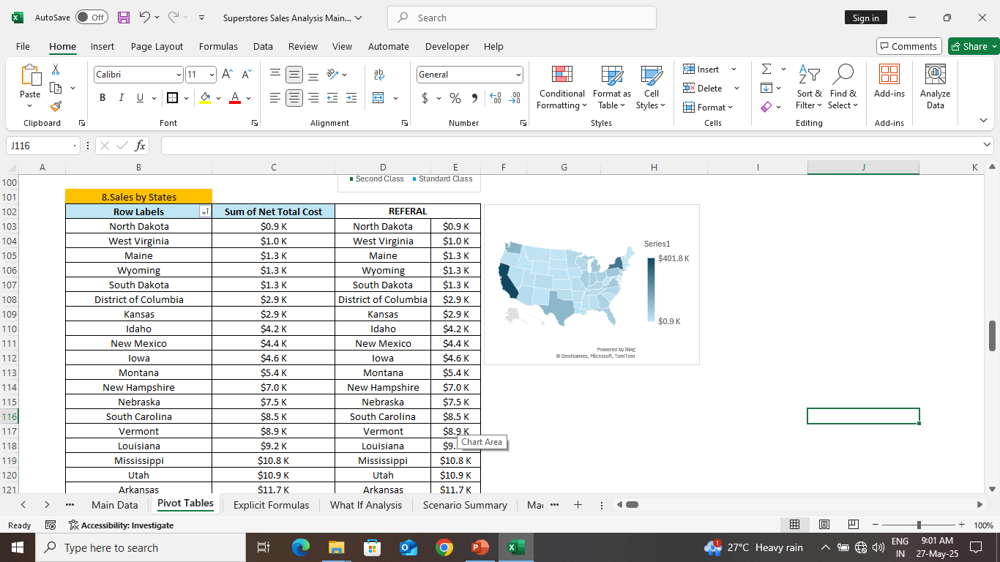 AutoSave Off Superstores Sales Analysis Main... Search Sign in
File Home Insert Page Layout Formulas Data Review View Automate Developer Help Comments Share
Paste Calibri 11 A A ab General Conditional Formatting Format as Table Cell Styles Insert Delete Format Sort & Filter Find & Select Add-ins Analyze Data
B I U A $ %
Clipboard Font Alignment Number Styles Cells Editing Add-ins
J116 fx
A B C D E F G H I J K
100 Second Class Standard Class
101 8.Sales by States
102 Row Labels Sum of Net Total Cost REFERAL
103 North Dakota $0.9 K North Dakota $0.9 K
104 West Virginia $1.0 K West Virginia $1.0 K
105 Maine $1.3 K Maine $1.3 K
106 Wyoming $1.3 K Wyoming $1.3 K
107 South Dakota $1.3 K South Dakota $1.3 K
108 District of Columbia $2.9 K District of Columbia $2.9 K
109 Kansas $2.9 K Kansas $2.9 K
110 Idaho $4.2 K Idaho $4.2 K
111 New Mexico $4.4 K New Mexico $4.4 K
112 Iowa $4.6 K Iowa $4.6 K
113 Montana $5.4 K Montana $5.4 K
114 New Hampshire $7.0 K New Hampshire $7.0 K
115 Nebraska $7.5 K Nebraska $7.5 K
116 South Carolina $8.5 K South Carolina $8.5 K
117 Vermont $8.9 K Vermont $8.9 K
118 Louisiana $9.2 K Louisiana $9.
119 Mississippi $10.8 K Mississippi $10.8 K
120 Utah $10.9 K Utah $10.9 K
121 Arkansas $11.7 K Arkansas $11.7 K
Series1
$401.8 K
$0.9 K
Powered by Bing
© GeoNames, Microsoft, TomTom
Chart Area
Main Data Pivot Tables Explicit Formulas What If Analysis Scenario Summary Ma
Ready Accessibility: Investigate 100%
Type here to search 1 27°C Heavy rain ENG IN 9:01 AM 27-May-25